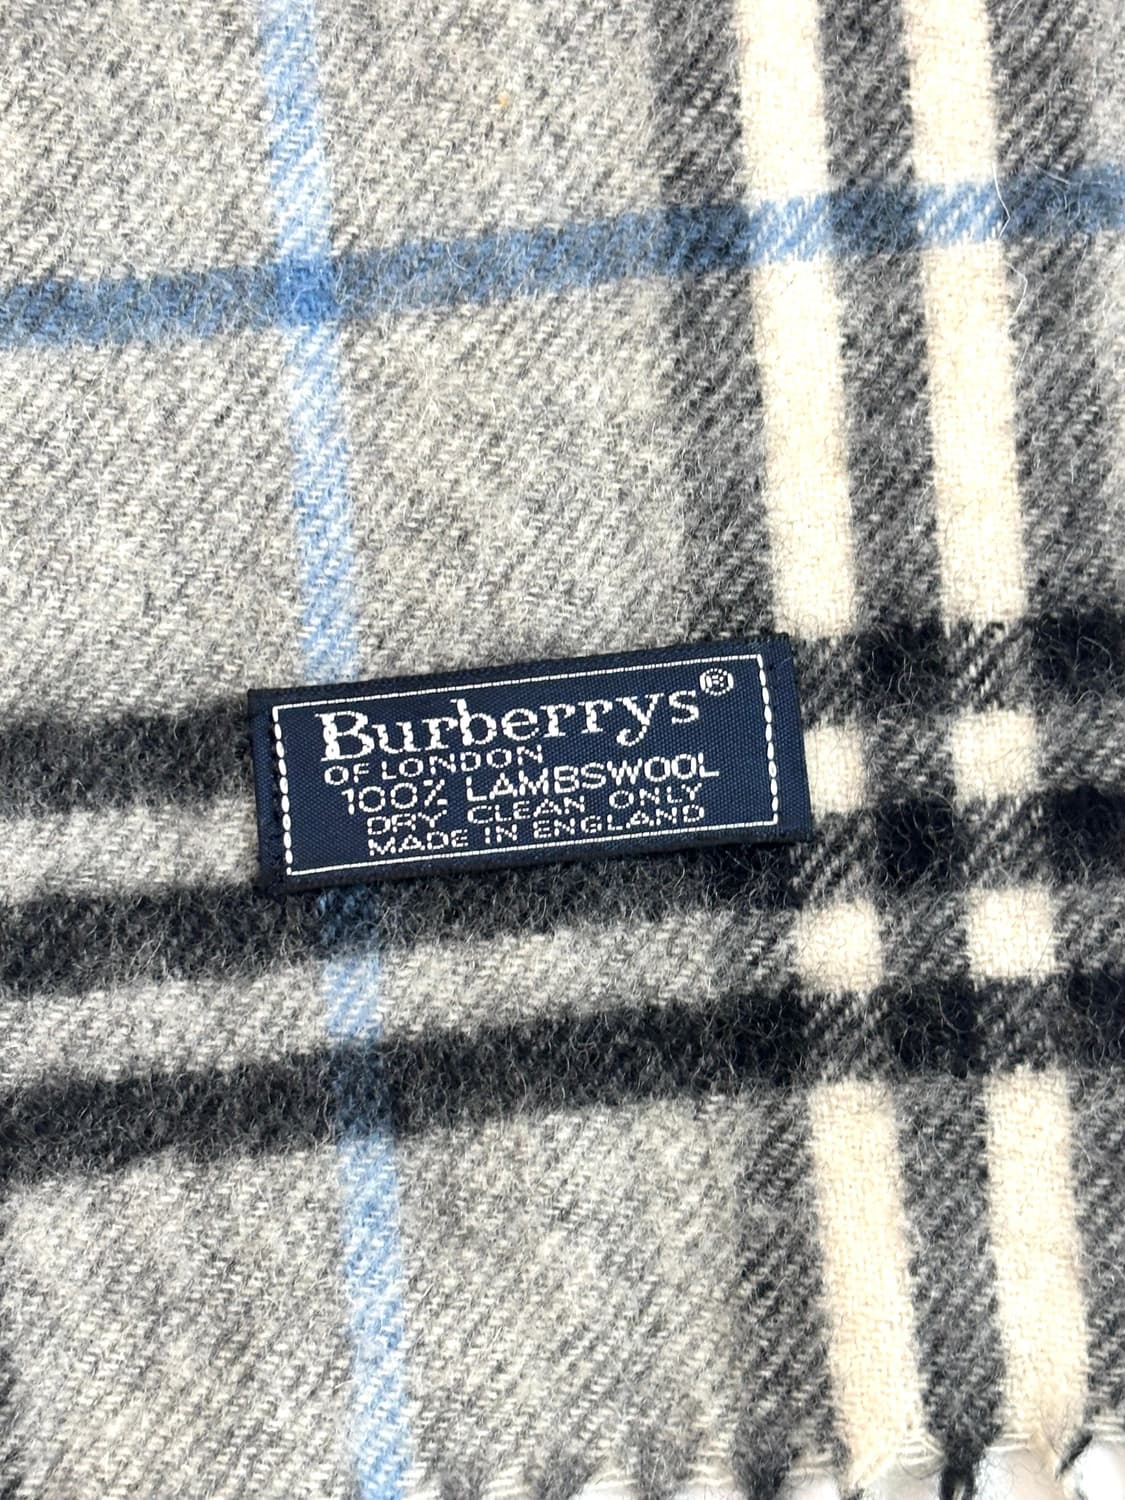 Burberrys®
OF LONDON
100% LAMBSWOOL
DRY CLEAN ONLY
MADE IN ENGLAND